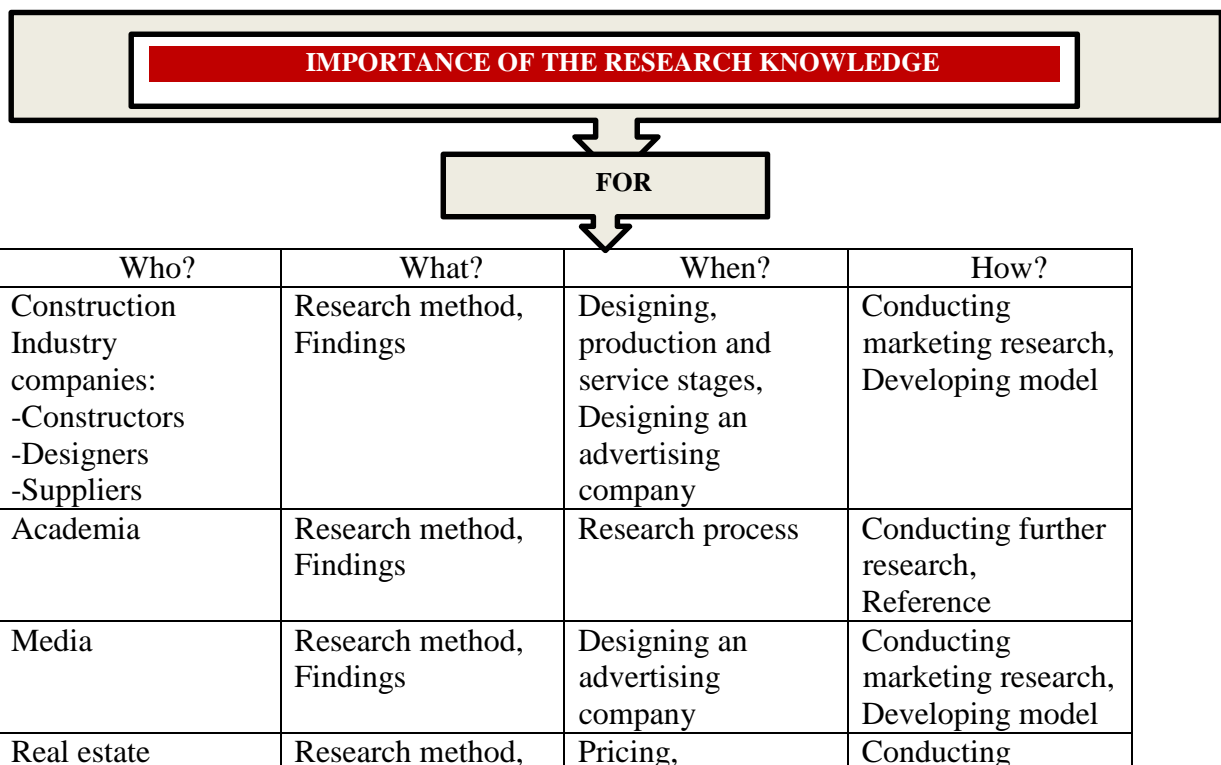 IMPORTANCE OF THE RESEARCH KNOWLEDGE
FOR
Who? What? When? How?
Construction
Industry
companies:
-Constructors
-Designers
-Suppliers
Research method,
Findings
Designing,
production and
service stages,
Designing an
advertising
company
Conducting
marketing research,
Developing model
Academia
Research method,
Findings
Research process
Conducting further
research,
Reference
Media
Research method,
Findings
Designing an
advertising
company
Conducting
marketing research,
Developing model
Real estate
Research method,
Pricing,
Conducting